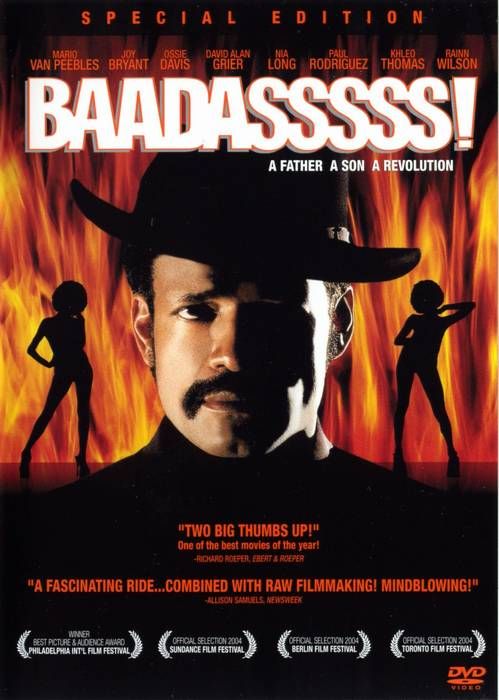 SPECIAL EDITION
MARIO VAN PEEBLES
JOY BRYANT
OSSIE DAVIS
DAVID ALAN GRIER
NIA LONG
PAUL RODRIGUEZ
KHLEO THOMAS
RAINN WILSON
BAADASSSSS!
A FATHER A SON A REVOLUTION
"TWO BIG THUMBS UP!"
One of the best movies of the year!
-RICHARD ROEPER, EBERT & ROEPER
"A FASCINATING RIDE...COMBINED WITH RAW FILMMAKING! MINDBLOWING!"
-ALLISON SAMUELS, NEWSWEEK
WINNER
BEST PICTURE & AUDIENCE AWARD
PHILADELPHIA INT'L FILM FESTIVAL
OFFICIAL SELECTION 2004
SUNDANCE FILM FESTIVAL
OFFICIAL SELECTION 2004
BERLIN FILM FESTIVAL
OFFICIAL SELECTION 2004
TORONTO FILM FESTIVAL
DVD
VIDEO